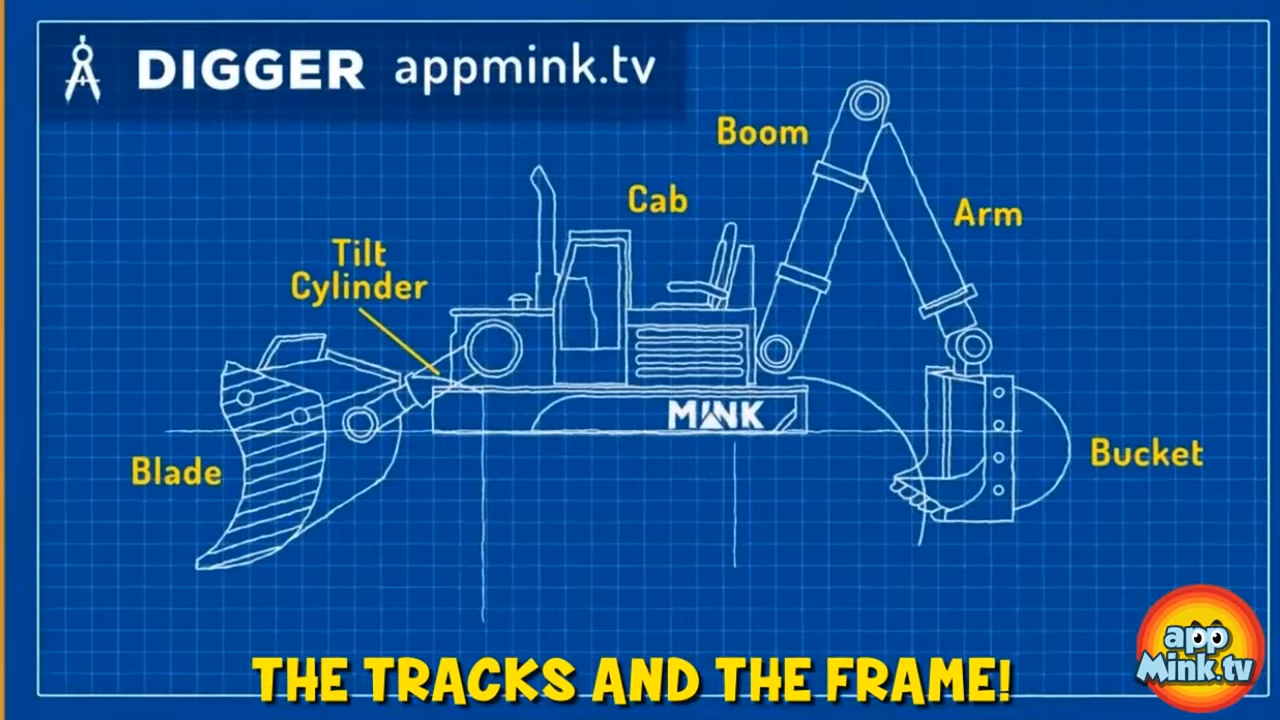 DIGGER appmink.tv
Boom
Cab
Arm
Tilt
Cylinder
MINK
Blade
Bucket
app
Mink.tv
THE TRACKS AND THE FRAME!